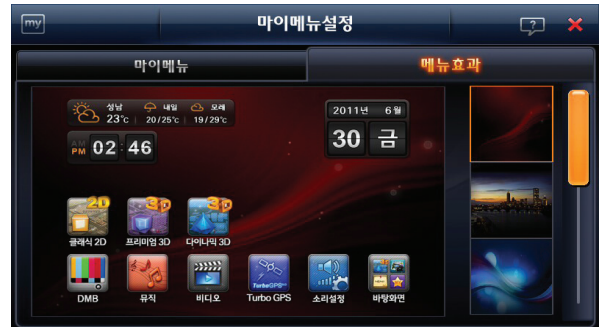 my 마이메뉴설정 ?
마이메뉴 메뉴효과
성남 내일 모레
23℃ 20/25℃ 19/29℃
2011년 6월
30 금
AM
PM 02 46
2D 3D 3D
클래식 2D 프리미엄 3D 다이나믹 3D
TurboGPS
DMB 뮤직 비디오 Turbo GPS 소리설정 바탕화면